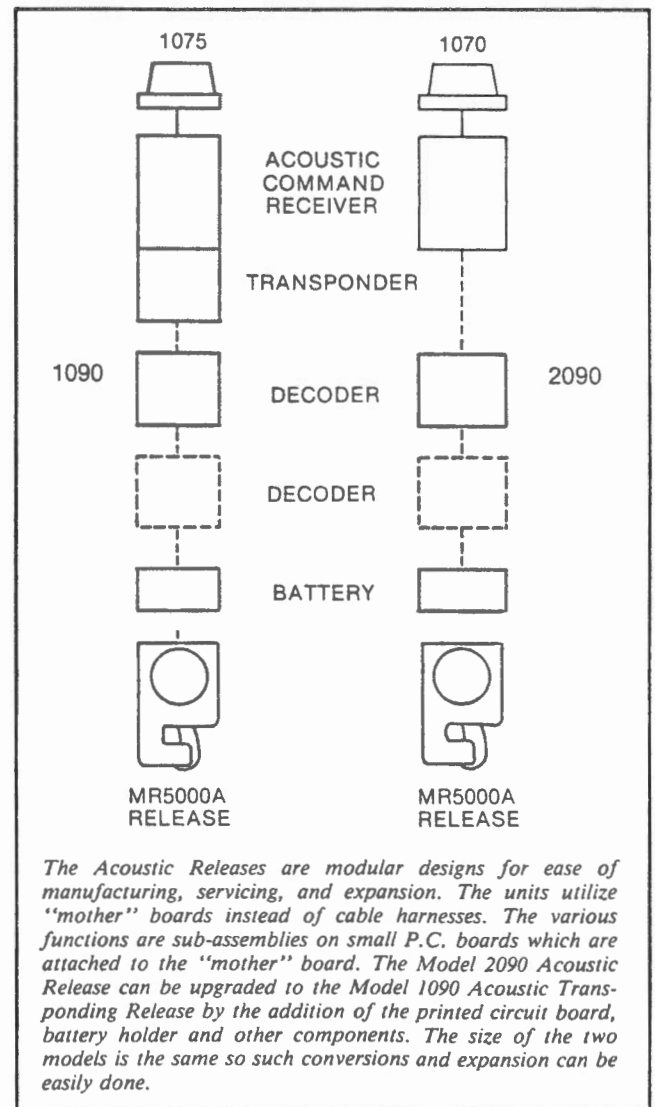 1075
1070
ACOUSTIC
COMMAND
RECEIVER
TRANSPONDER
1090
DECODER
2090
DECODER
BATTERY
MR5000A
RELEASE
MR5000A
RELEASE
The Acoustic Releases are modular designs for ease of
manufacturing, servicing, and expansion. The units utilize
"mother" boards instead of cable harnesses. The various
functions are sub-assemblies on small P.C. boards which are
attached to the "mother" board. The Model 2090 Acoustic
Release can be upgraded to the Model 1090 Acoustic Trans-
ponding Release by the addition of the printed circuit board,
battery holder and other components. The size of the two
models is the same so such conversions and expansion can be
easily done.